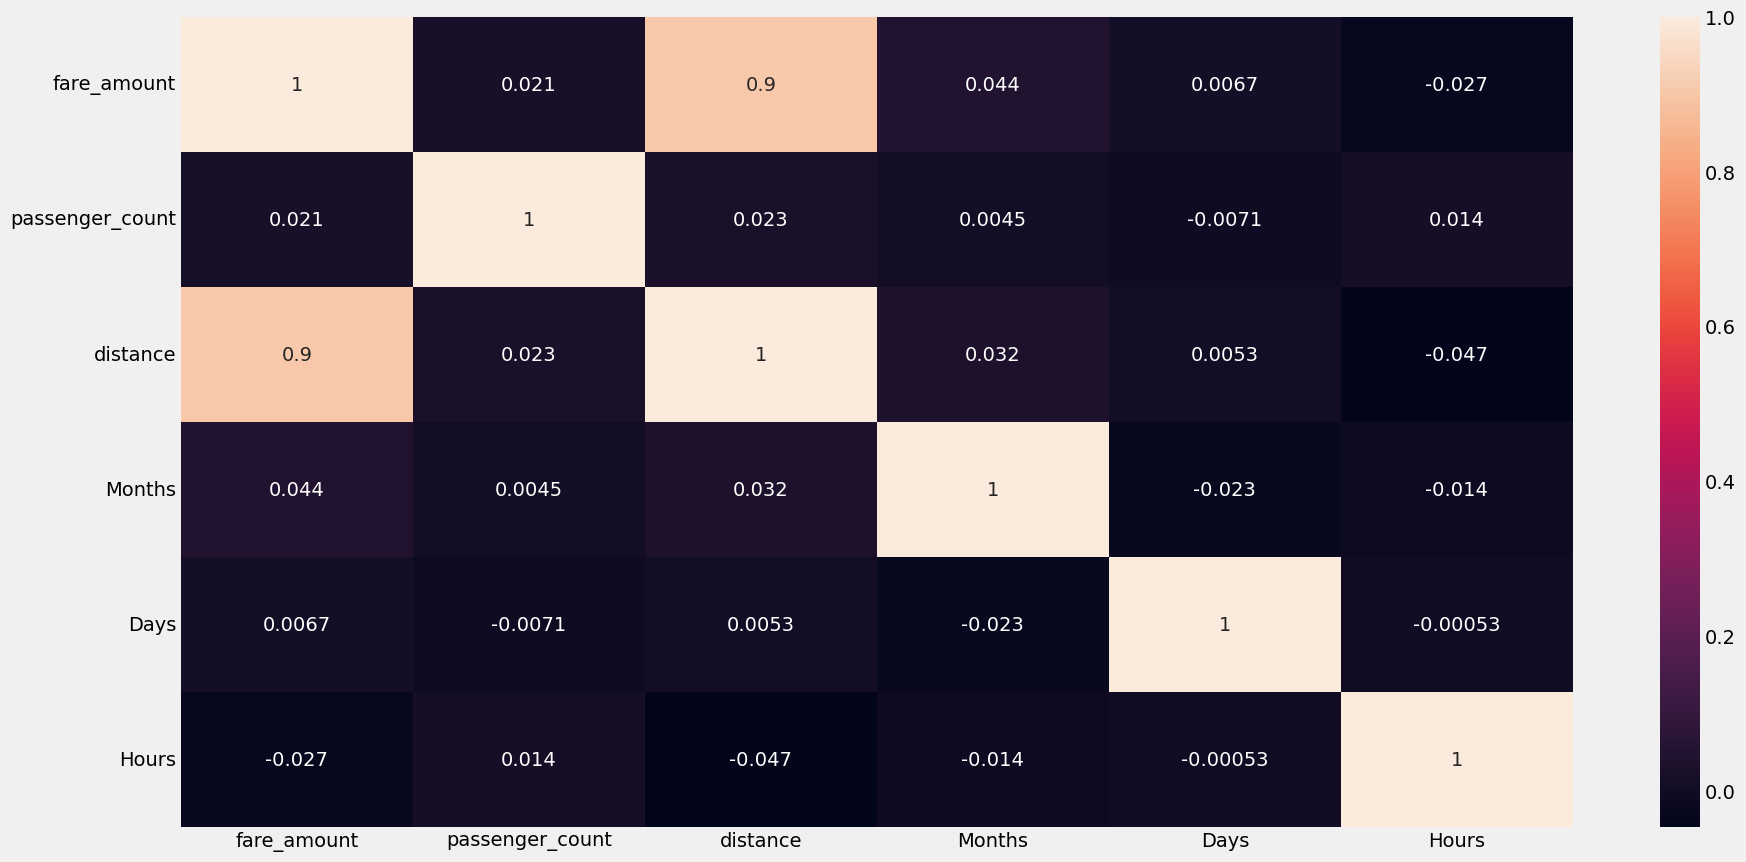 fare_amount 1 0.021 0.9 0.044 0.0067 -0.027
passenger_count 0.021 1 0.023 0.0045 -0.0071 0.014
distance 0.9 0.023 1 0.032 0.0053 -0.047
Months 0.044 0.0045 0.032 1 -0.023 -0.014
Days 0.0067 -0.0071 0.0053 -0.023 1 -0.00053
Hours -0.027 0.014 -0.047 -0.014 -0.00053 1
fare_amount passenger_count distance Months Days Hours
1.0
0.8
0.6
0.4
0.2
0.0